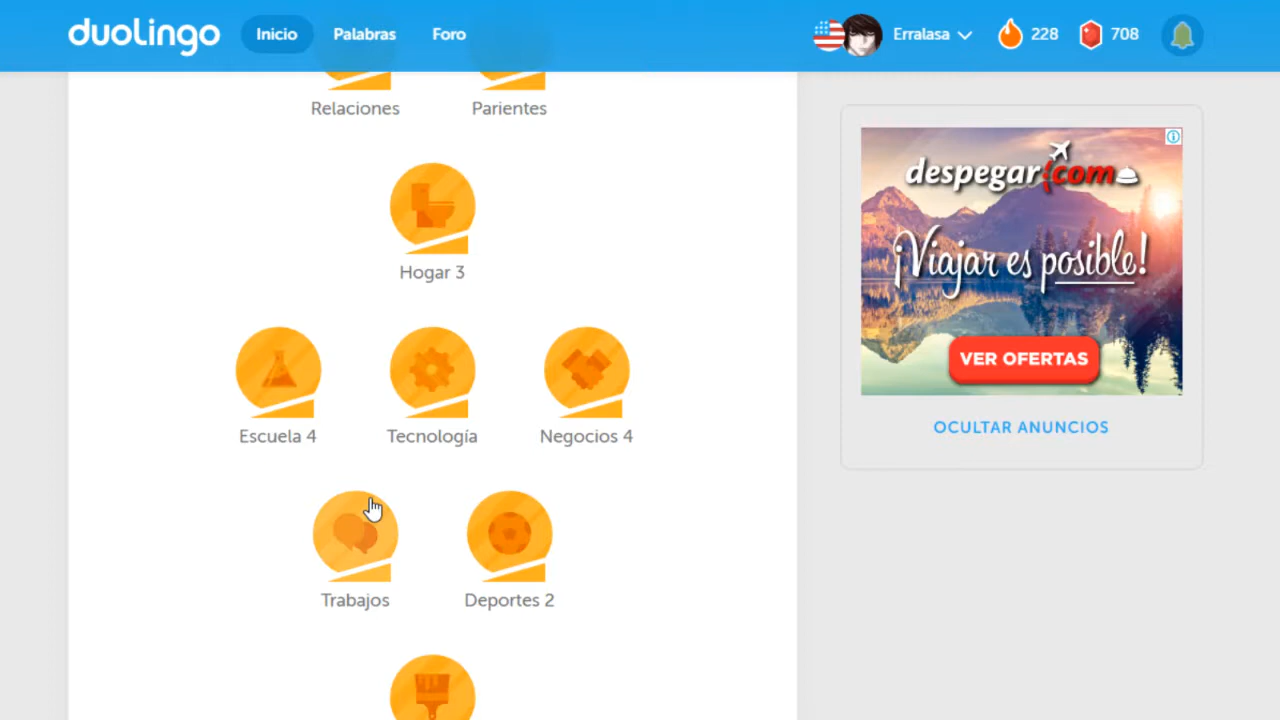 duolingo
Inicio
Palabras
Foro
Erralasa
228
708
Relaciones
Parientes
Hogar 3
Escuela 4
Tecnología
Negocios 4
Trabajos
Deportes 2
despegar.com
¡Viajar es posible!
VER OFERTAS
OCULTAR ANUNCIOS